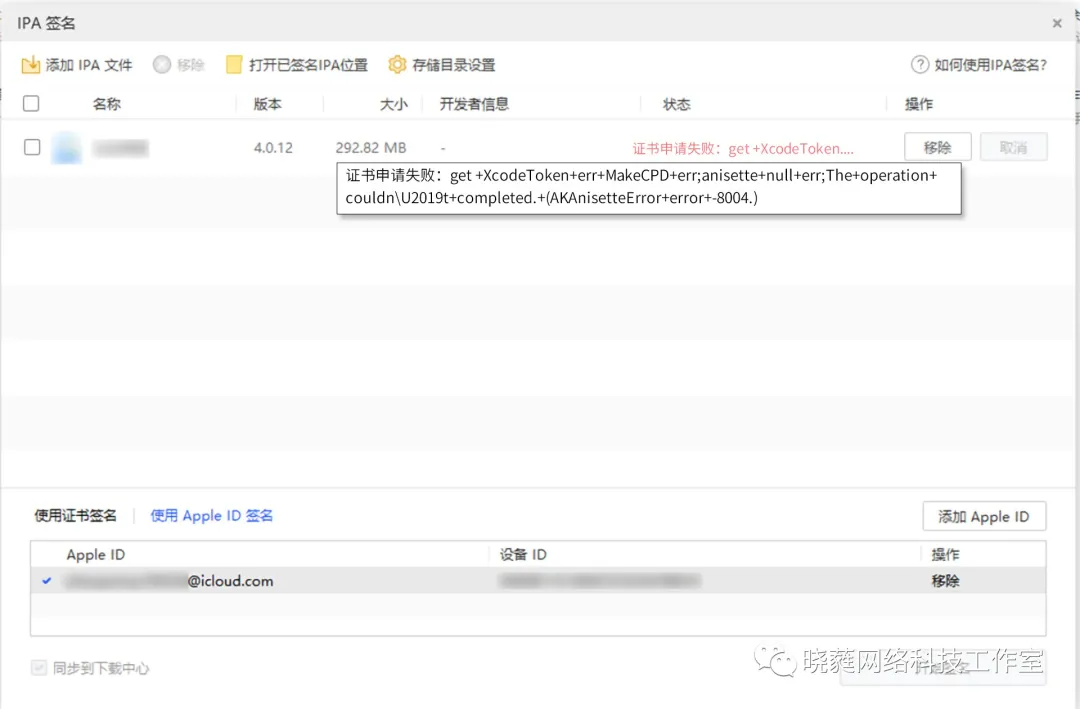 IPA 签名
添加 IPA 文件 移除 打开已签名IPA位置 存储目录设置 如何使用IPA签名?
名称 版本 大小 开发者信息 状态 操作
4.0.12 292.82 MB - 证书申请失败：get +XcodeToken.... 移除 取消
证书申请失败：get +XcodeToken+err+MakeCPD+err;anisette+null+err;The+operation+
couldn\U2019t+completed.+(AKAnisetteError+error+-8004.)
使用证书签名 使用 Apple ID 签名 添加 Apple ID
Apple ID 设备 ID 操作
@icloud.com 移除
同步到下载中心
晓蕤网络科技工作室